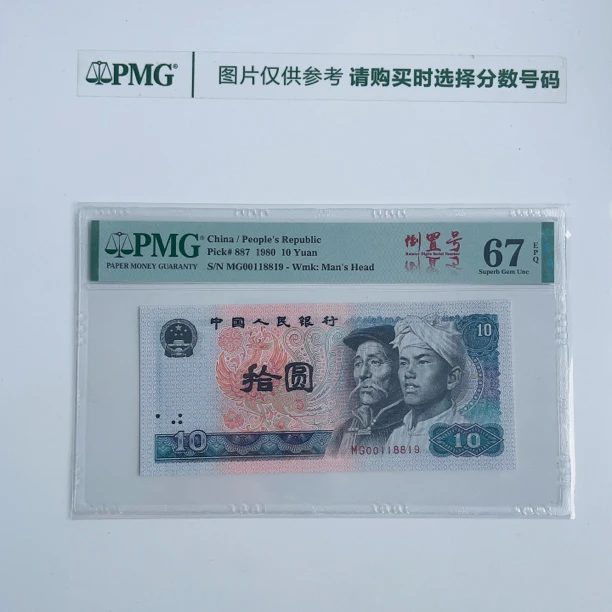 PMG® 图片仅供参考 请购买时选择分数号码
PMG
PAPER MONEY GUARANTY
China / People's Republic
Pick# 887 1980 10 Yuan
S/N MG00118819 - Wmk: Man's Head
倒置号
67 EPQ
Superb Gem Unc
中国人民银行
10
拾圆
10
MG00118819
10